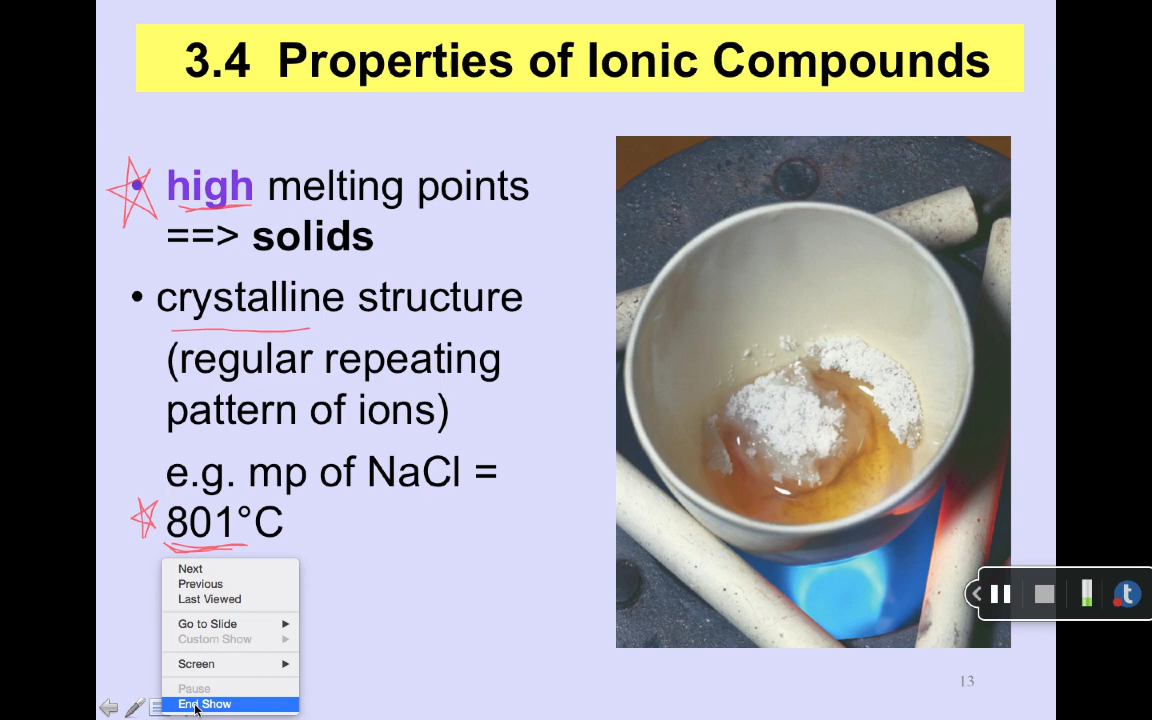 3.4 Properties of Ionic Compounds
• high melting points
==> solids
• crystalline structure
(regular repeating
pattern of ions)
e.g. mp of NaCl =
801°C
Next
Previous
Last Viewed
Go to Slide
Custom Show
Screen
Pause
End Show
t
13